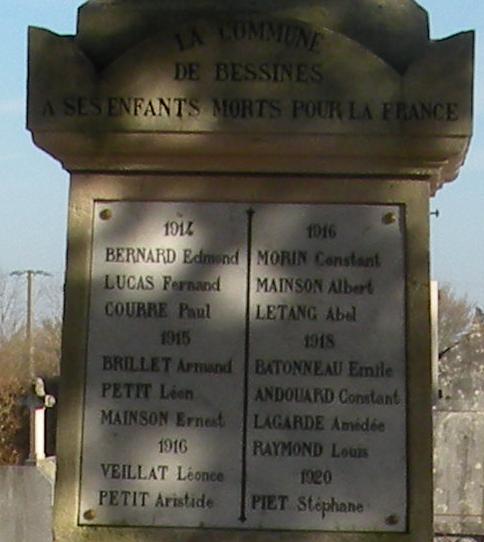 LA COMMUNE
DE BESSINES
A SES ENFANTS MORTS POUR LA FRANCE
1914
BERNARD Edmond
LUCAS Fernand
COURRE Paul
1915
BRILLET Armand
PETIT Léon
MAINSON Ernest
1916
VEILLAT Léonce
PETIT Aristide
1916
MORIN Constant
MAINSON Albert
LETANG Abel
1918
BATONNEAU Emile
ANDOUARD Constant
LAGARDE Amédée
RAYMOND Louis
1920
PIET Stéphane